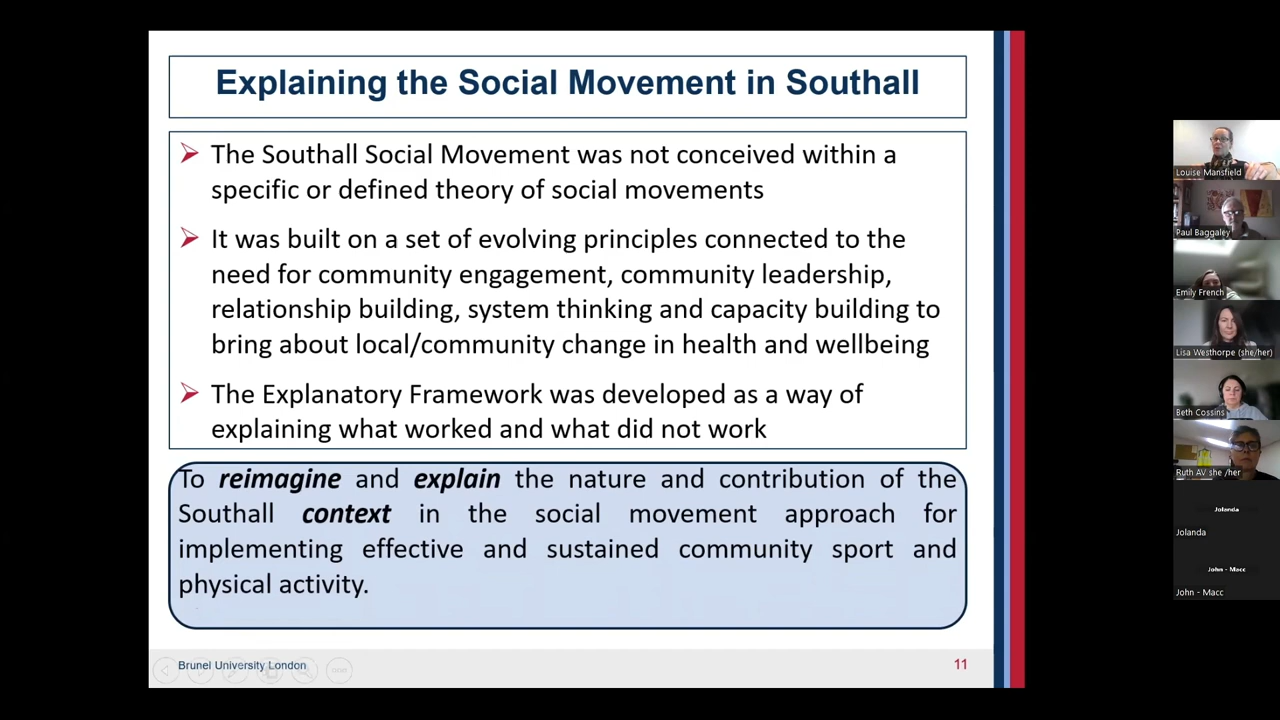 Explaining the Social Movement in Southall
The Southall Social Movement was not conceived within a
specific or defined theory of social movements
It was built on a set of evolving principles connected to the
need for community engagement, community leadership,
relationship building, system thinking and capacity building to
bring about local/community change in health and wellbeing
The Explanatory Framework was developed as a way of
explaining what worked and what did not work
To reimagine and explain the nature and contribution of the
Southall context in the social movement approach for
implementing effective and sustained community sport and
physical activity.
Brunel University London
11
Louise Mansfield
Paul Baggaley
Emily French
Lisa Westhorpe (she/her)
Beth Cossins
Ruth AV she /her
Jolanda
Jolanda
John - Macc
John - Macc